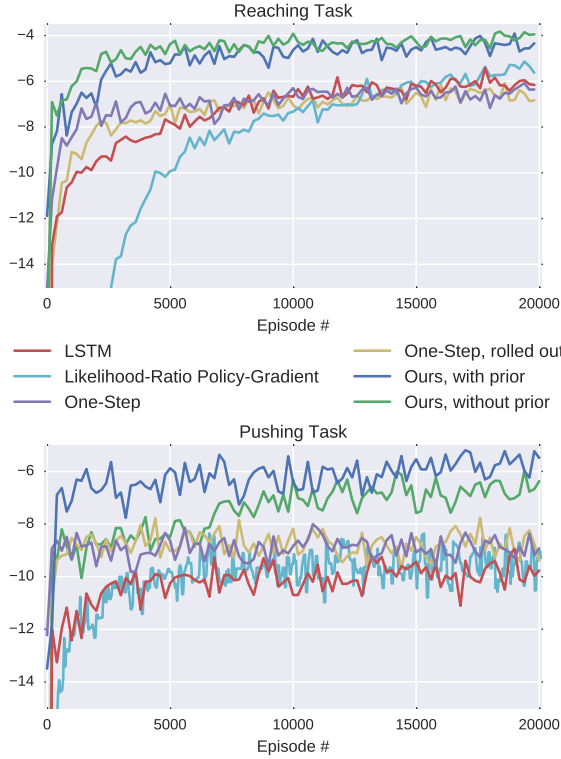 Reaching Task
−4
−6
−8
−10
−12
−14
0 5000 10000 15000 20000
Episode #
LSTM
Likelihood-Ratio Policy-Gradient
One-Step
One-Step, rolled out
Ours, with prior
Ours, without prior
Pushing Task
−6
−8
−10
−12
−14
0 5000 10000 15000 20000
Episode #